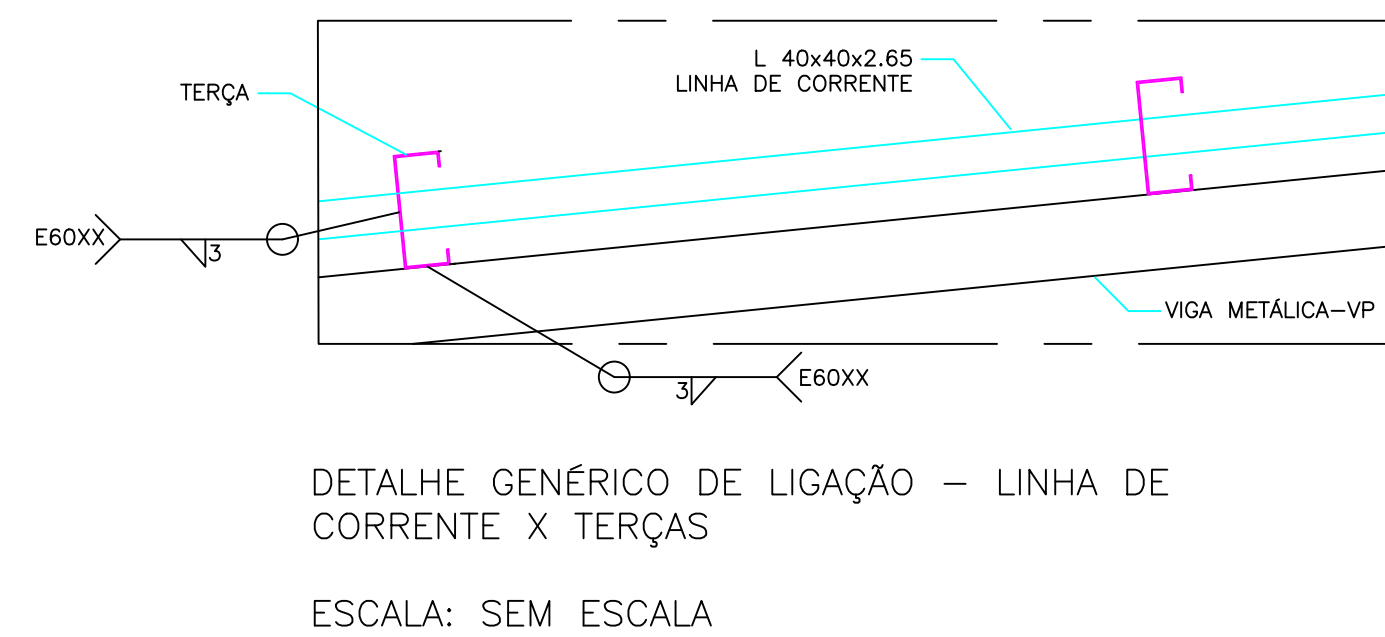 L 40x40x2.65
LINHA DE CORRENTE
TERÇA
E60XX
3
VIGA METÁLICA-VP
3
E60XX
DETALHE GENÉRICO DE LIGAÇÃO - LINHA DE
CORRENTE X TERÇAS
ESCALA: SEM ESCALA